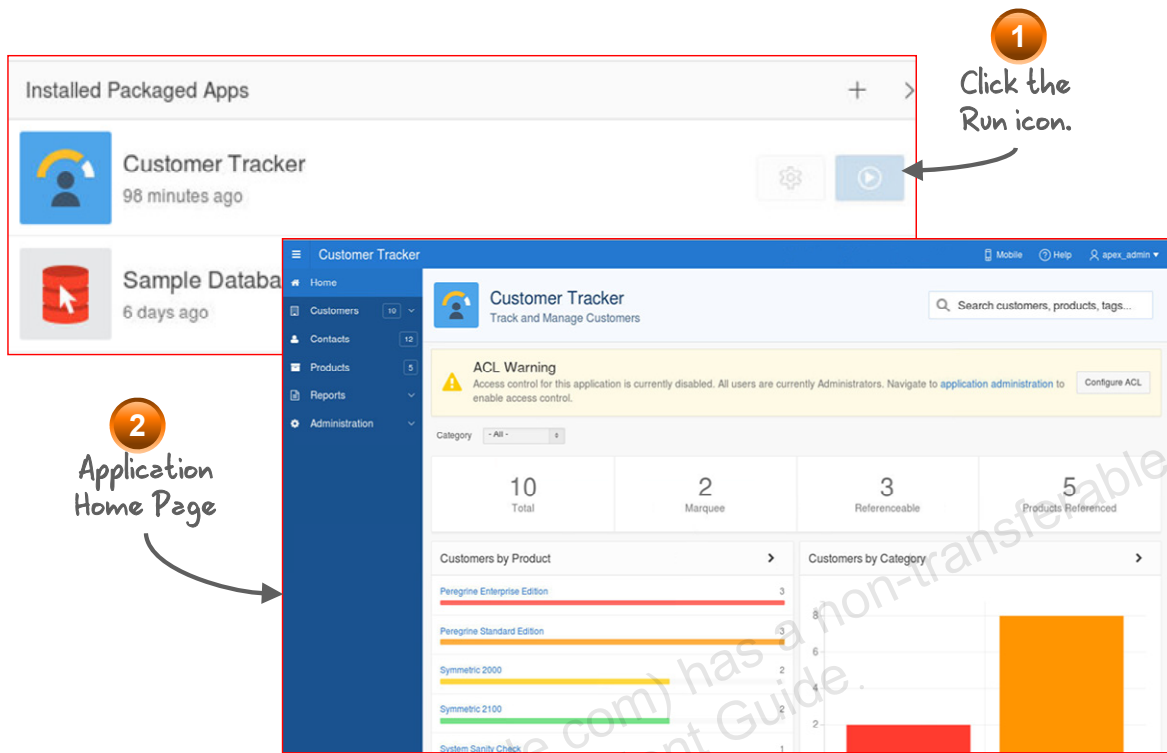 1
Click the
Run icon.
Installed Packaged Apps
Customer Tracker
98 minutes ago
Sample Databa
6 days ago
2
Application
Home Page
Customer Tracker
Mobile
Help
apex_admin
Home
Customers 10
Contacts 12
Products 5
Reports
Administration
Customer Tracker
Track and Manage Customers
Search customers, products, tags...
ACL Warning
Access control for this application is currently disabled. All users are currently Administrators. Navigate to application administration to
enable access control.
Configure ACL
Category - All -
10
Total
2
Marquee
3
Referenceable
5
Products Referenced
Customers by Product
Peregrine Enterprise Edition 3
Peregrine Standard Edition 3
Symmetric 2000 2
Symmetric 2100 2
System Sanity Check 1
Customers by Category
8
6
4
2
com) has a non-transferable
Guide.